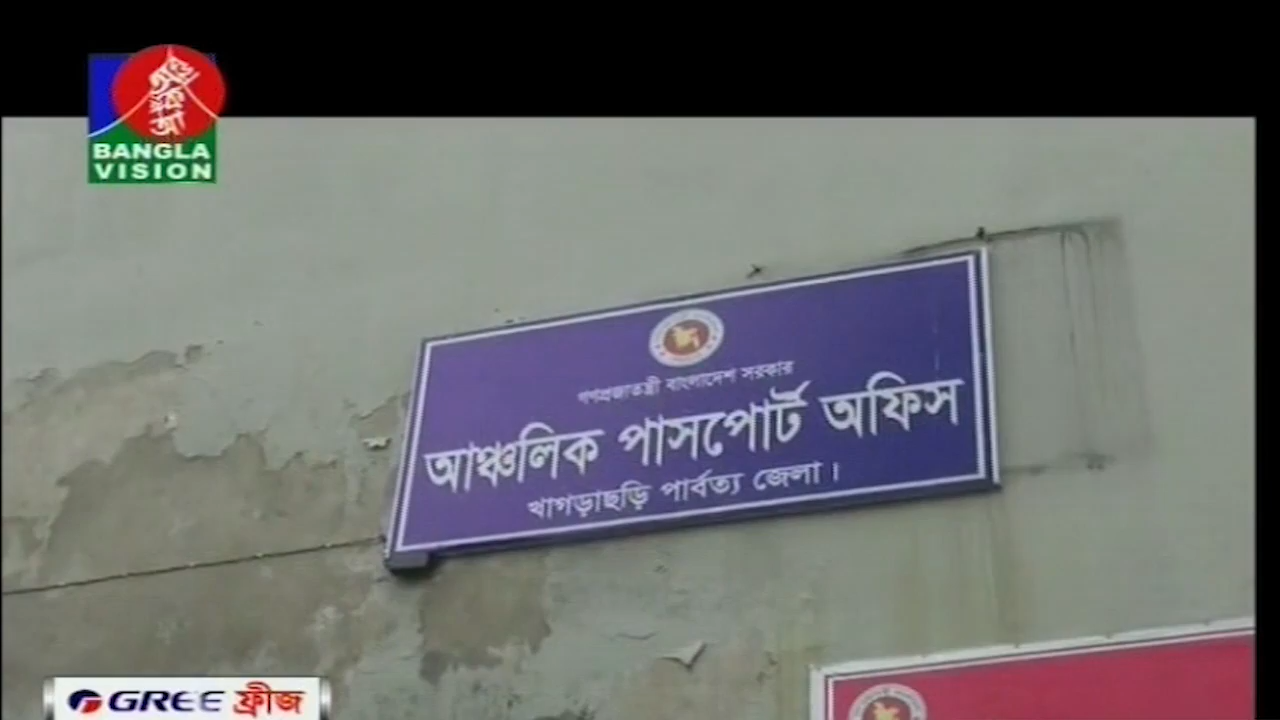 BANGLA
VISION
গণপ্রজাতন্ত্রী বাংলাদেশ সরকার
আঞ্চলিক পাসপোর্ট অফিস
খাগড়াছড়ি পার্বত্য জেলা।
GREE ফ্রীজ